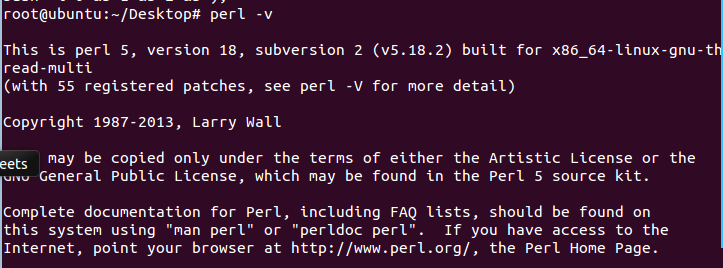 root@ubuntu:~/Desktop# perl -v
This is perl 5, version 18, subversion 2 (v5.18.2) built for x86_64-linux-gnu-th
read-multi
(with 55 registered patches, see perl -V for more detail)
Copyright 1987-2013, Larry Wall
eets
may be copied only under the terms of either the Artistic License or the
GNU General Public License, which may be found in the Perl 5 source kit.
Complete documentation for Perl, including FAQ lists, should be found on
this system using "man perl" or "perldoc perl".  If you have access to the
Internet, point your browser at http://www.perl.org/, the Perl Home Page.